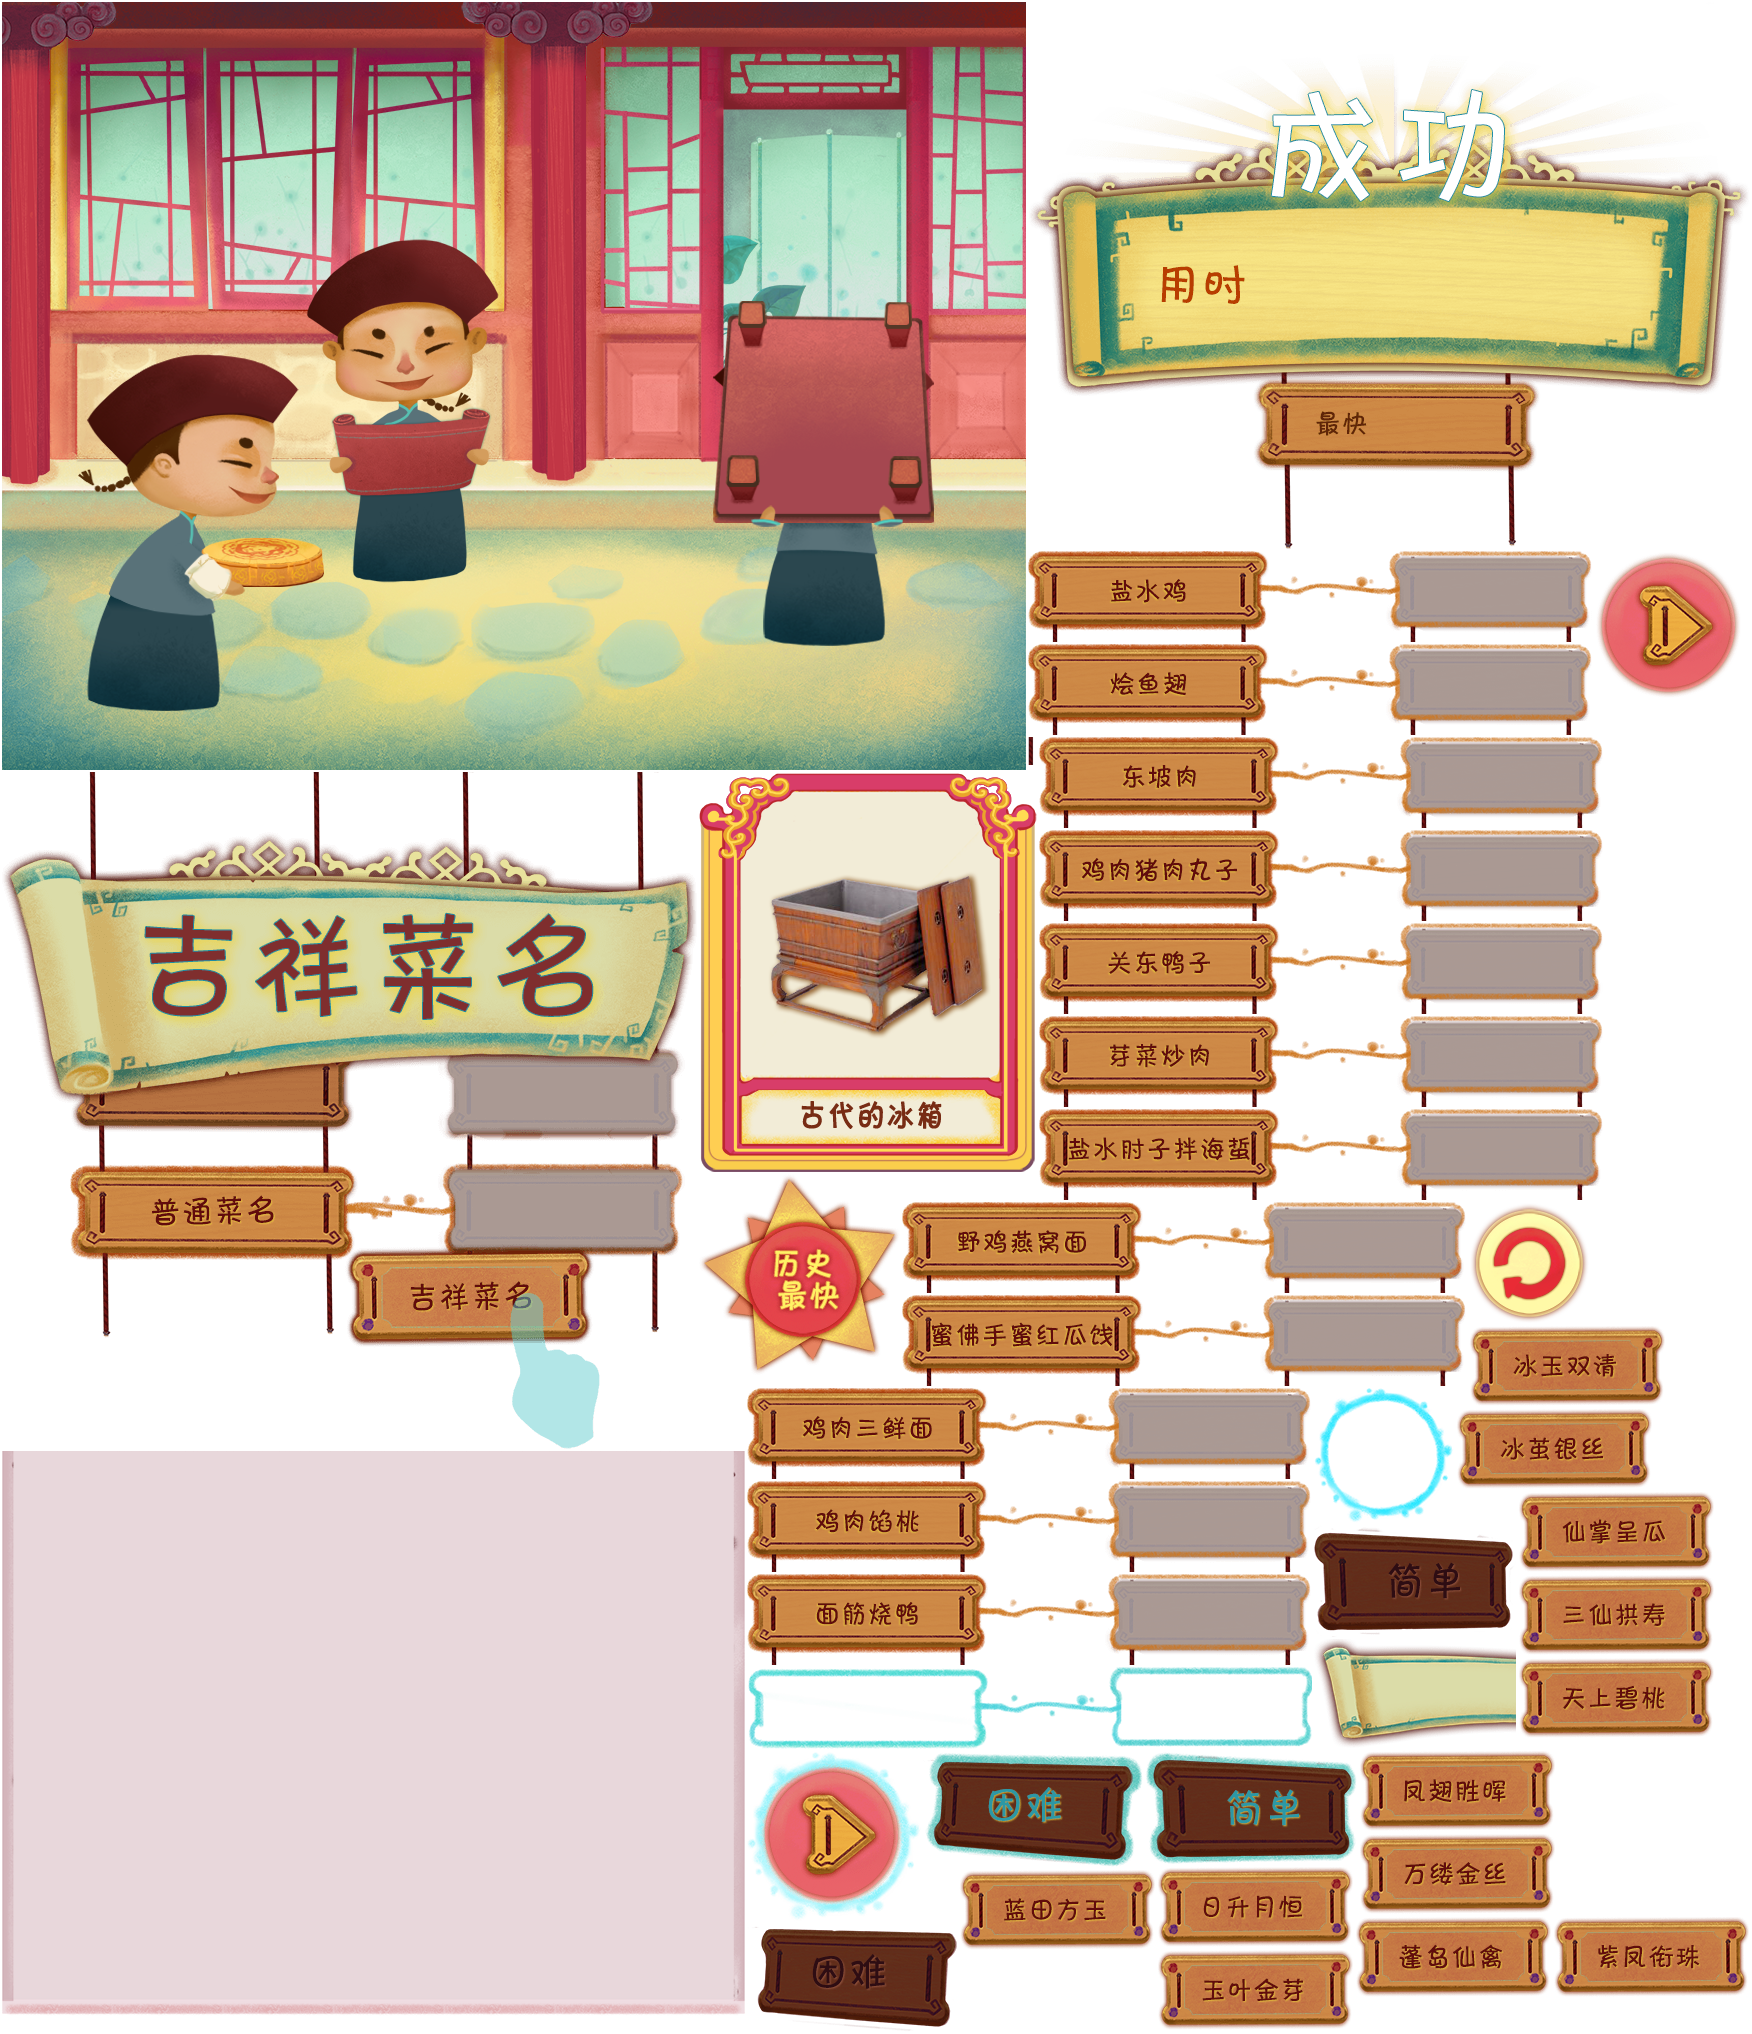 成功
用时
最快
盐水鸡
烩鱼翅
东坡肉
鸡肉猪肉丸子
关东鸭子
芽菜炒肉
盐水肘子拌海蜇
吉祥菜名
普通菜名
吉祥菜名
古代的冰箱
历史
最快
野鸡燕窝面
蜜佛手蜜红瓜饯
鸡肉三鲜面
鸡肉馅桃
面筋烧鸭
冰玉双清
冰茧银丝
仙掌呈瓜
简单
三仙拱寿
天上碧桃
困难
简单
凤翅胜晖
万缕金丝
蓝田方玉
日升月恒
蓬岛仙禽
紫凤衔珠
困难
玉叶金芽